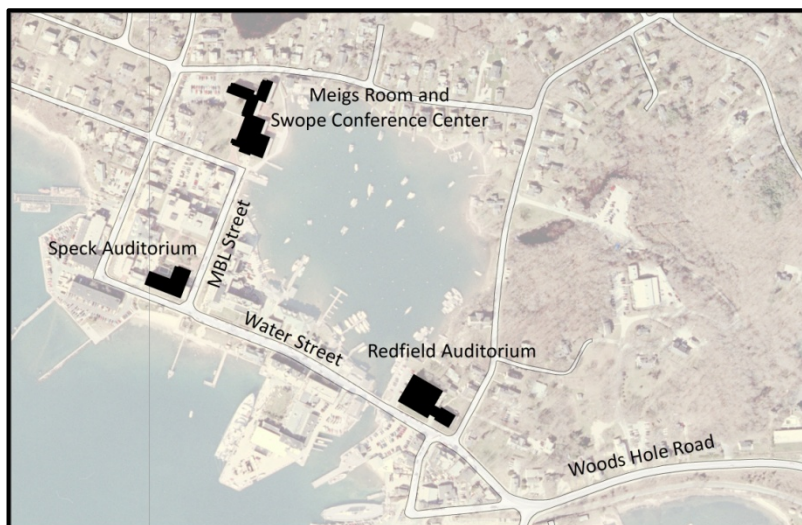 Meigs Room and
Swope Conference Center
Speck Auditorium
MBL Street
Water Street
Redfield Auditorium
Woods Hole Road